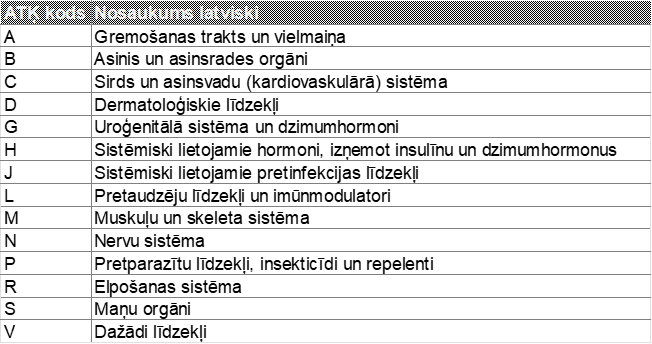 ATK kods Nosaukums latviski
A Gremošanas trakts un vielmaiņa
B Asinis un asinsrades orgāni
C Sirds un asinsvadu (kardiovaskulārā) sistēma
D Dermatoloģiskie līdzekļi
G Uroģenitālā sistēma un dzimumhormoni
H Sistēmiski lietojamie hormoni, izņemot insulīnu un dzimumhormonus
J Sistēmiski lietojamie pretinfekcijas līdzekļi
L Pretaudzēju līdzekļi un imūnmodulatori
M Muskuļu un skeleta sistēma
N Nervu sistēma
P Pretparazītu līdzekļi, insekticīdi un repelenti
R Elpošanas sistēma
S Maņu orgāni
V Dažādi līdzekļi